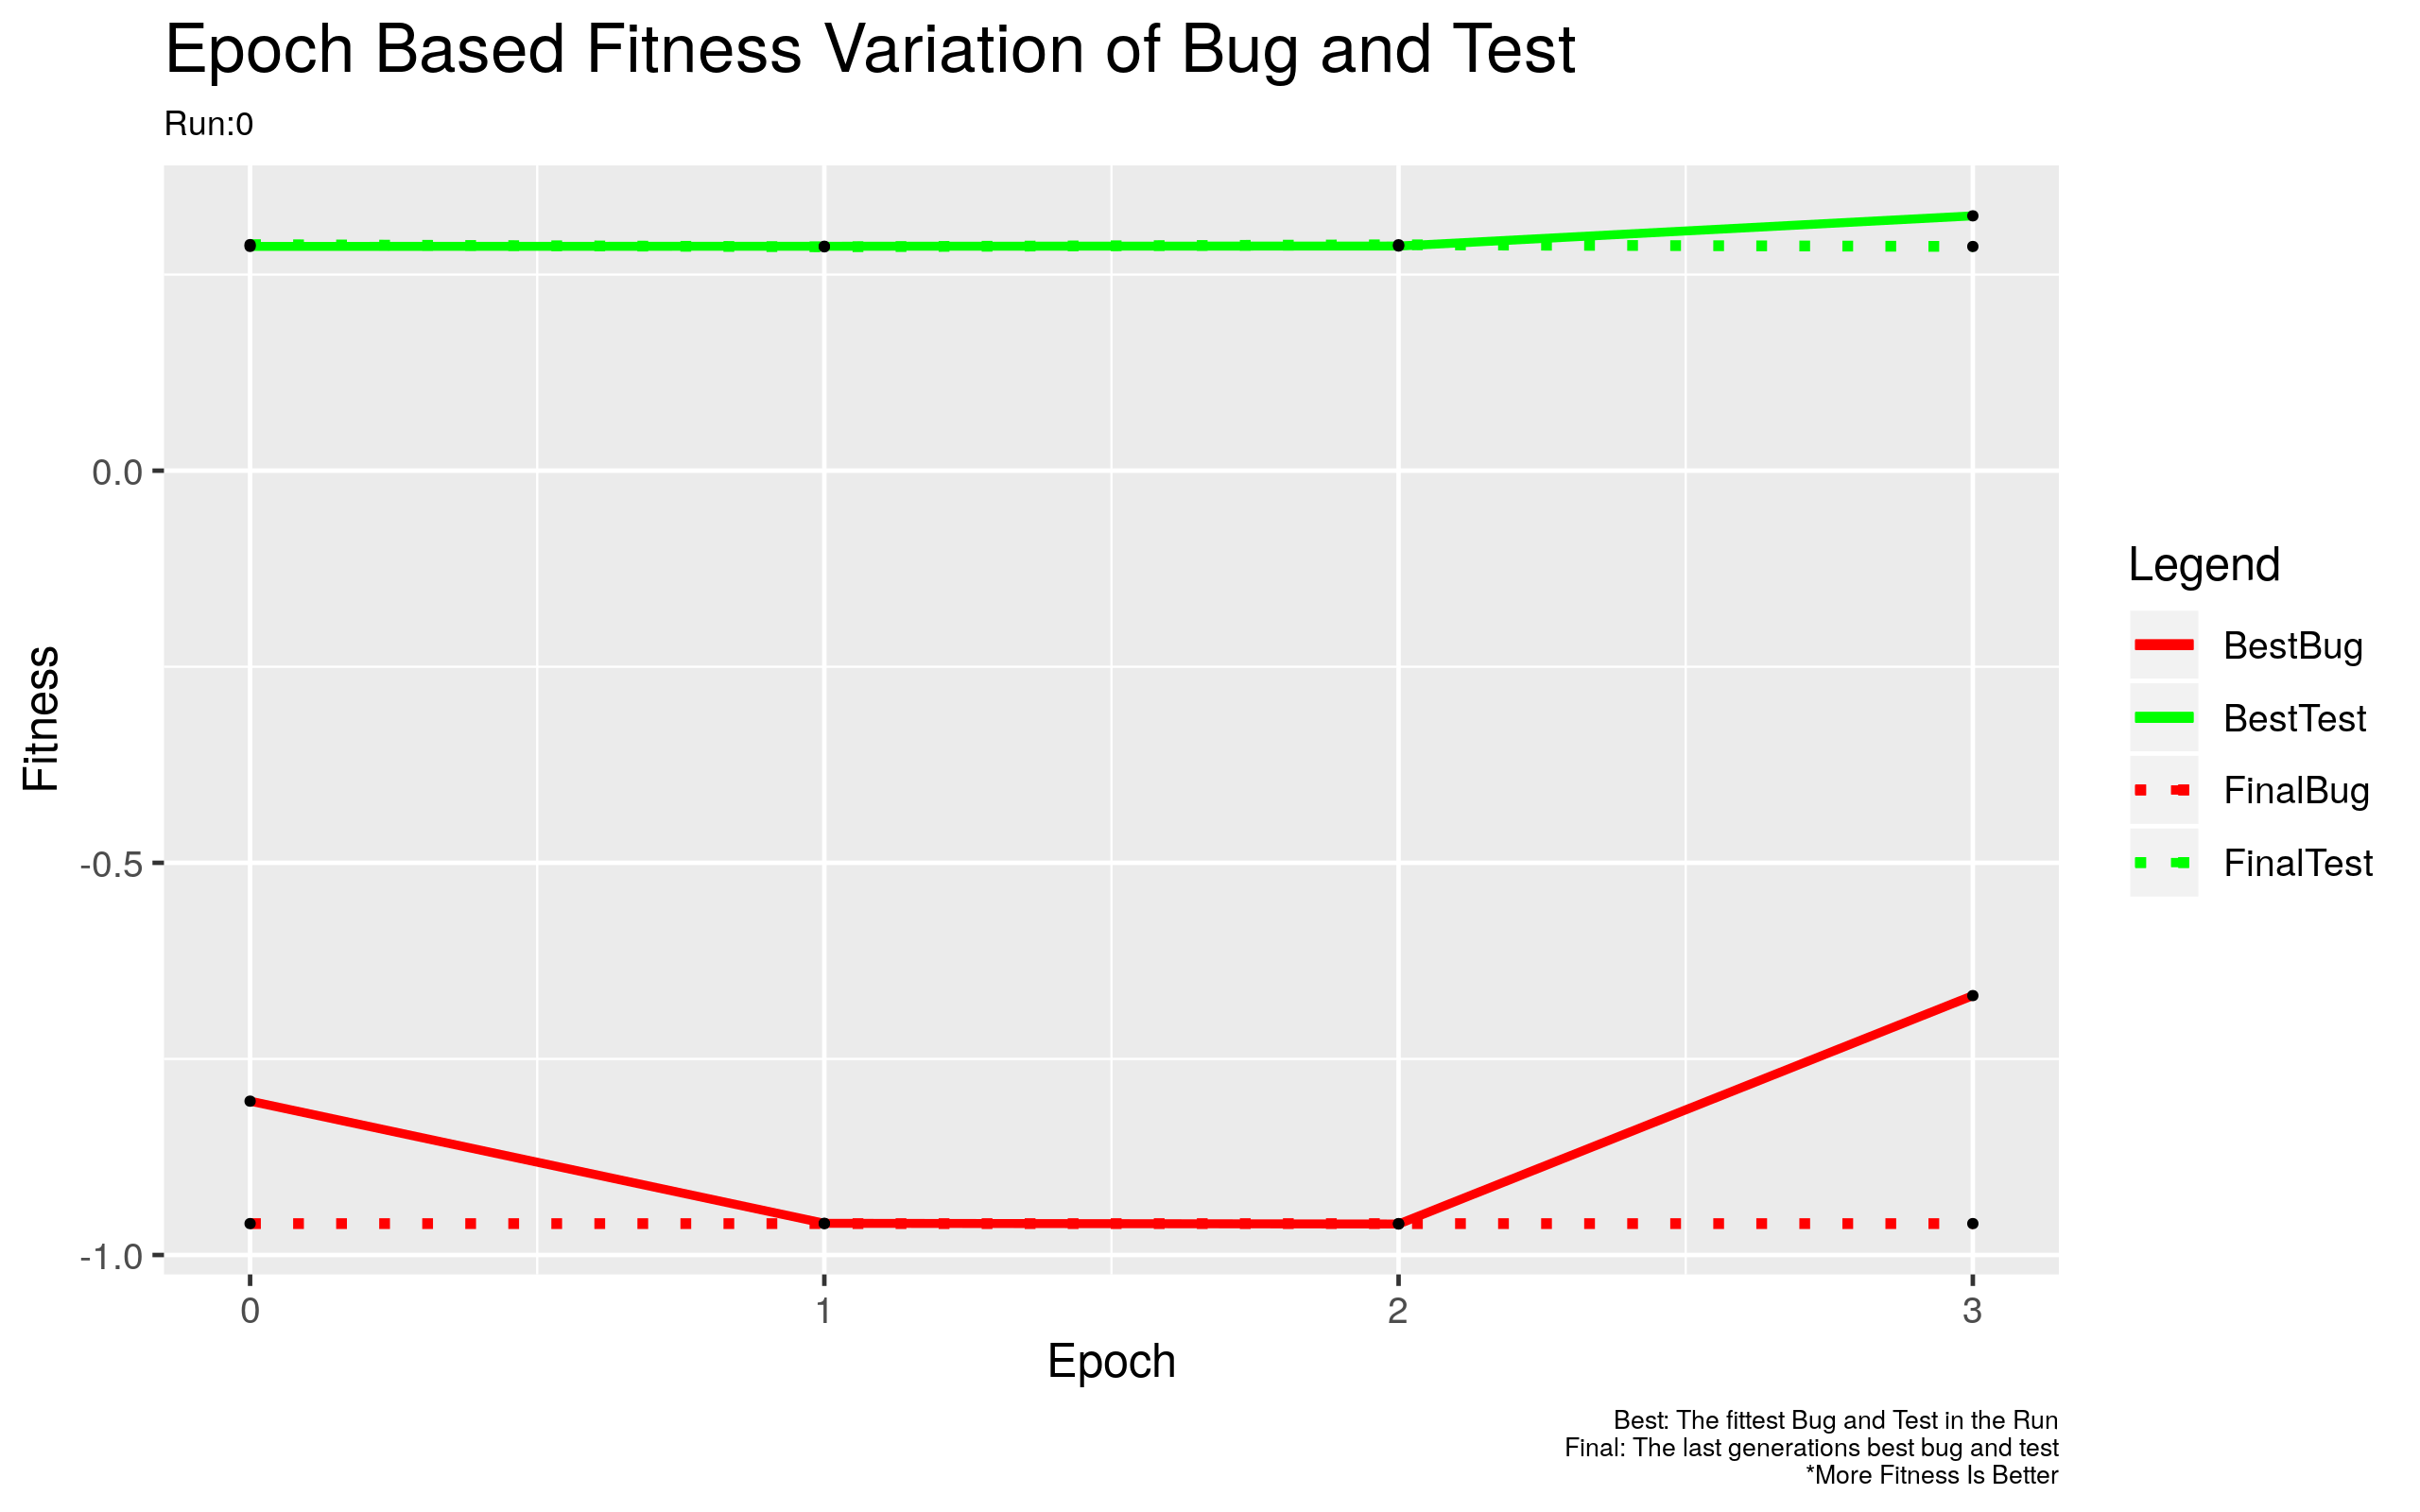 Epoch Based Fitness Variation of Bug and Test
Run:0
Fitness
0.0
-0.5
-1.0
0
1
2
3
Epoch
Legend
BestBug
BestTest
FinalBug
FinalTest
Best: The fittest Bug and Test in the Run
Final: The last generations best bug and test
*More Fitness Is Better